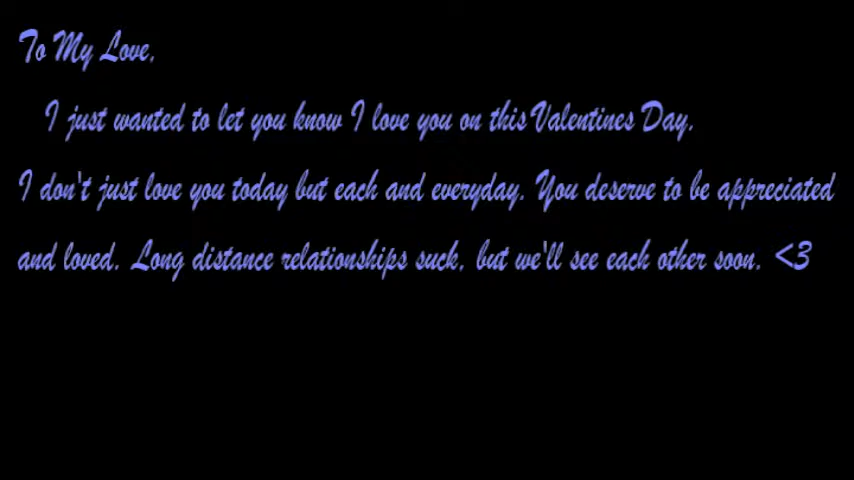 To My Love,
I just wanted to let you know I love you on this Valentines Day.
I don't just love you today but each and everyday. You deserve to be appreciated
and loved. Long distance relationships suck, but we'll see each other soon. <3